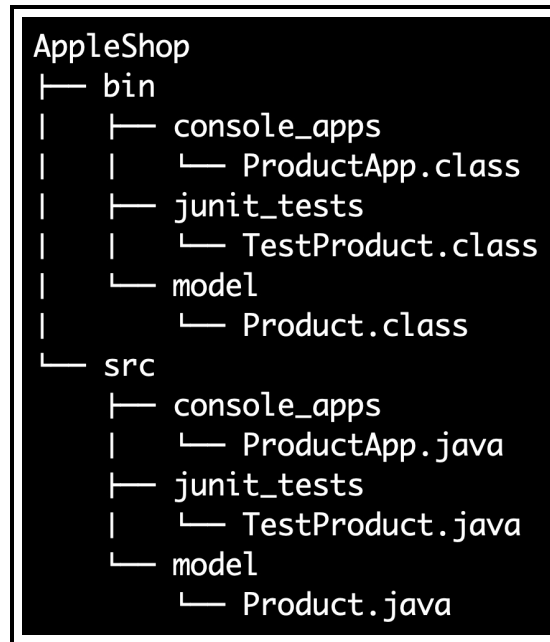 AppleShop
├── bin
│   ├── console_apps
│   │   └── ProductApp.class
│   ├── junit_tests
│   │   └── TestProduct.class
│   └── model
│       └── Product.class
└── src
    ├── console_apps
    │   └── ProductApp.java
    ├── junit_tests
    │   └── TestProduct.java
    └── model
        └── Product.java